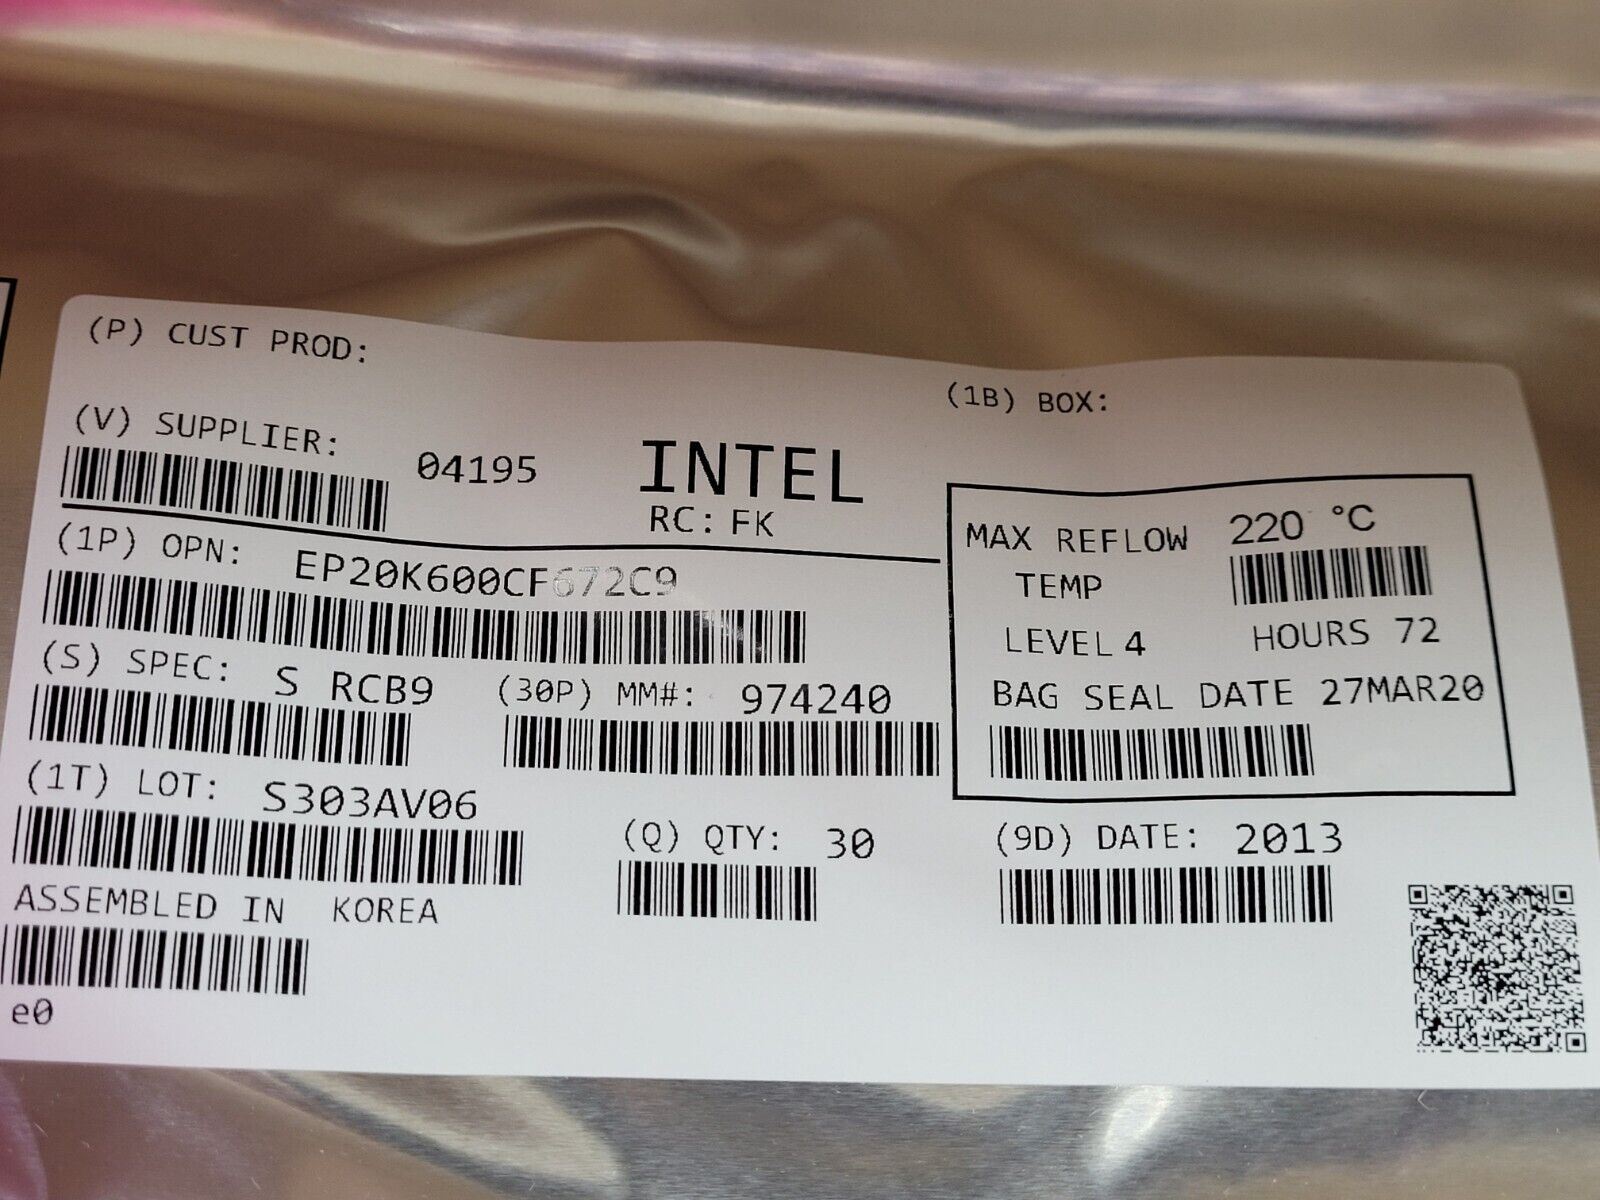 (P) CUST PROD:
(1B) BOX:
(V) SUPPLIER: 04195
INTEL
RC: FK
(1P) OPN: EP20K600CF672C9
(S) SPEC: S RCB9
(30P) MM#: 974240
(1T) LOT: S303AV06
(Q) QTY: 30
ASSEMBLED IN KOREA
e0
MAX REFLOW 220 °C
TEMP
LEVEL 4 HOURS 72
BAG SEAL DATE 27MAR20
(9D) DATE: 2013